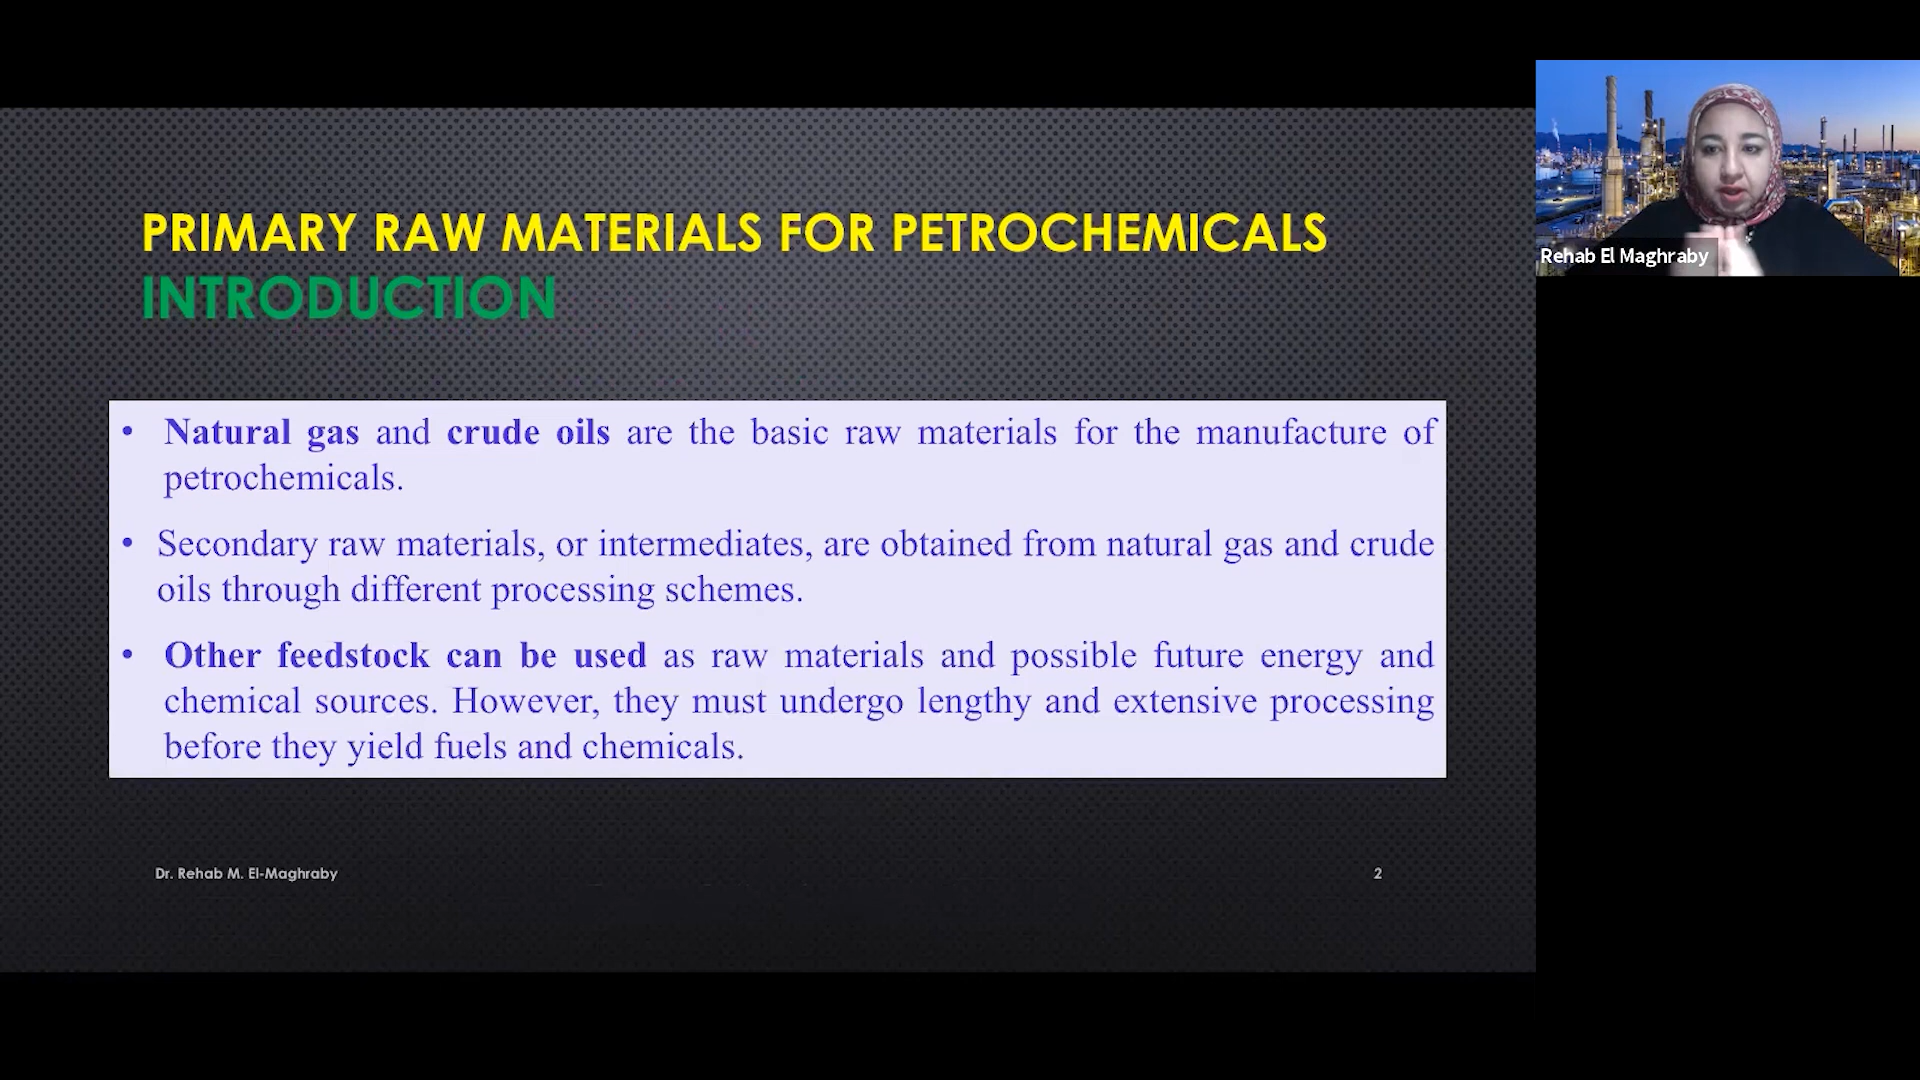 PRIMARY RAW MATERIALS FOR PETROCHEMICALS
INTRODUCTION
• Natural gas and crude oils are the basic raw materials for the manufacture of
petrochemicals.
• Secondary raw materials, or intermediates, are obtained from natural gas and crude
oils through different processing schemes.
• Other feedstock can be used as raw materials and possible future energy and
chemical sources. However, they must undergo lengthy and extensive processing
before they yield fuels and chemicals.
Dr. Rehab M. El-Maghraby
2
Rehab El Maghraby